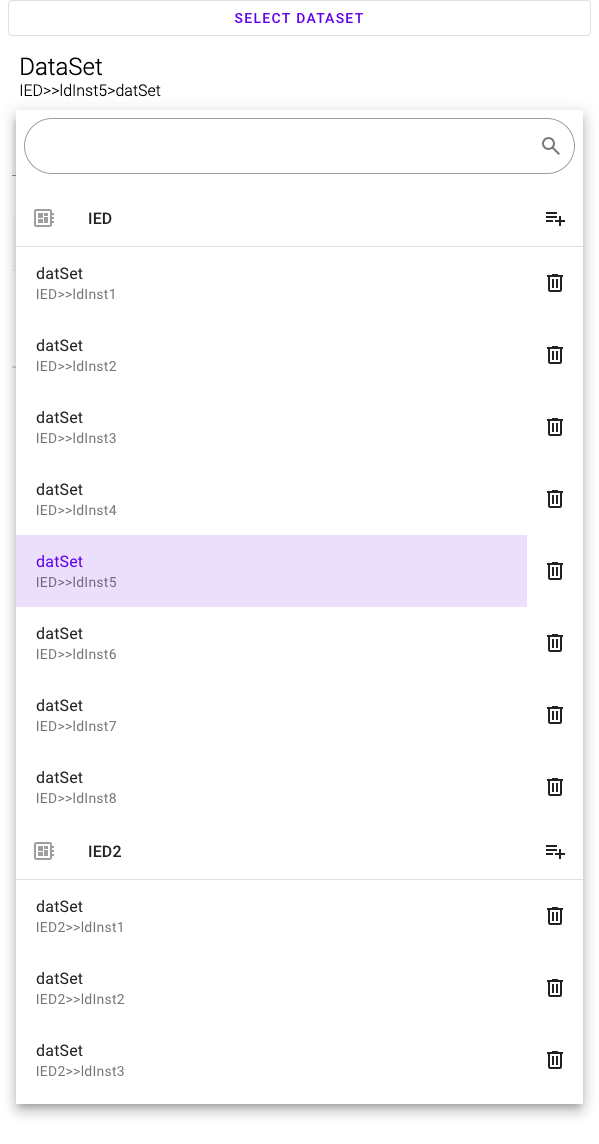 SELECT DATASET
DataSet
IED>>ldInst5>datSet
IED
datSet
IED>>ldInst1
datSet
IED>>ldInst2
datSet
IED>>ldInst3
datSet
IED>>ldInst4
datSet
IED>>ldInst5
datSet
IED>>ldInst6
datSet
IED>>ldInst7
datSet
IED>>ldInst8
IED2
datSet
IED2>>ldInst1
datSet
IED2>>ldInst2
datSet
IED2>>ldInst3